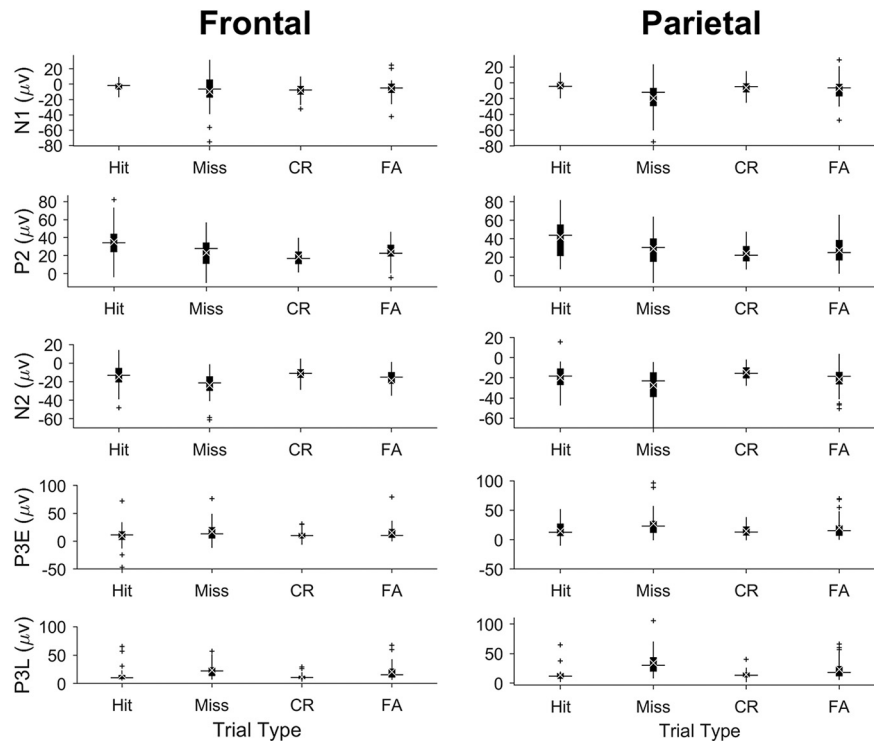 Frontal Parietal
N1 (μv)
20
0
-20
-40
-60
-80
Hit Miss CR FA
20
0
-20
-40
-60
-80
Hit Miss CR FA
P2 (μv)
80
60
40
20
0
Hit Miss CR FA
80
60
40
20
0
Hit Miss CR FA
N2 (μv)
20
0
-20
-40
-60
Hit Miss CR FA
20
0
-20
-40
-60
Hit Miss CR FA
P3E (μv)
100
50
0
-50
Hit Miss CR FA
100
50
0
-50
Hit Miss CR FA
P3L (μv)
100
50
0
Hit Miss CR FA
100
50
0
Hit Miss CR FA
Trial Type Trial Type